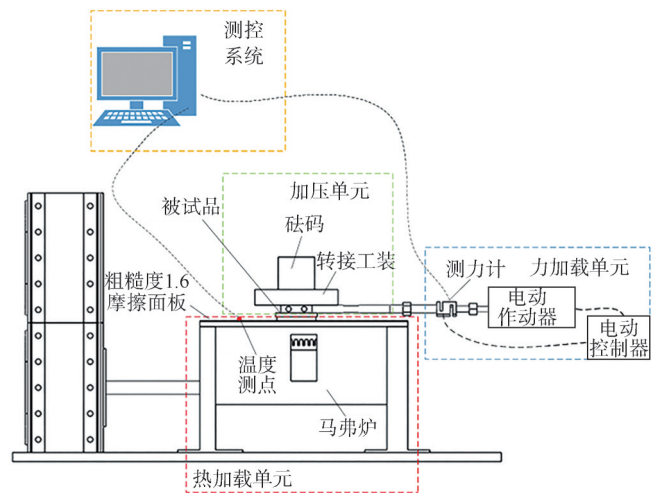 测控
系统
加压单元
被试品
砝码
转接工装
粗糙度1.6
摩擦面板
测力计
力加载单元
电动
作动器
电动
控制器
温度
测点
马弗炉
热加载单元